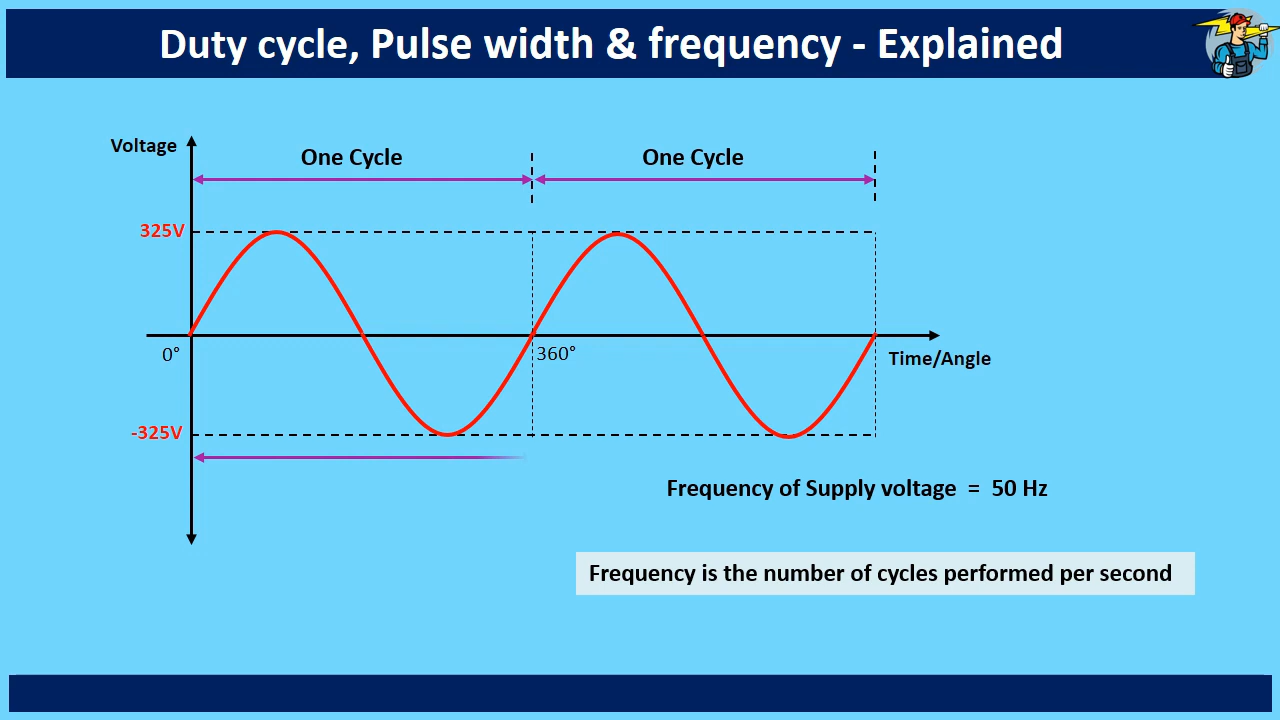 Duty cycle, Pulse width & frequency - Explained
Voltage
One Cycle
One Cycle
325V
0°
360°
Time/Angle
-325V
Frequency of Supply voltage = 50 Hz
Frequency is the number of cycles performed per second